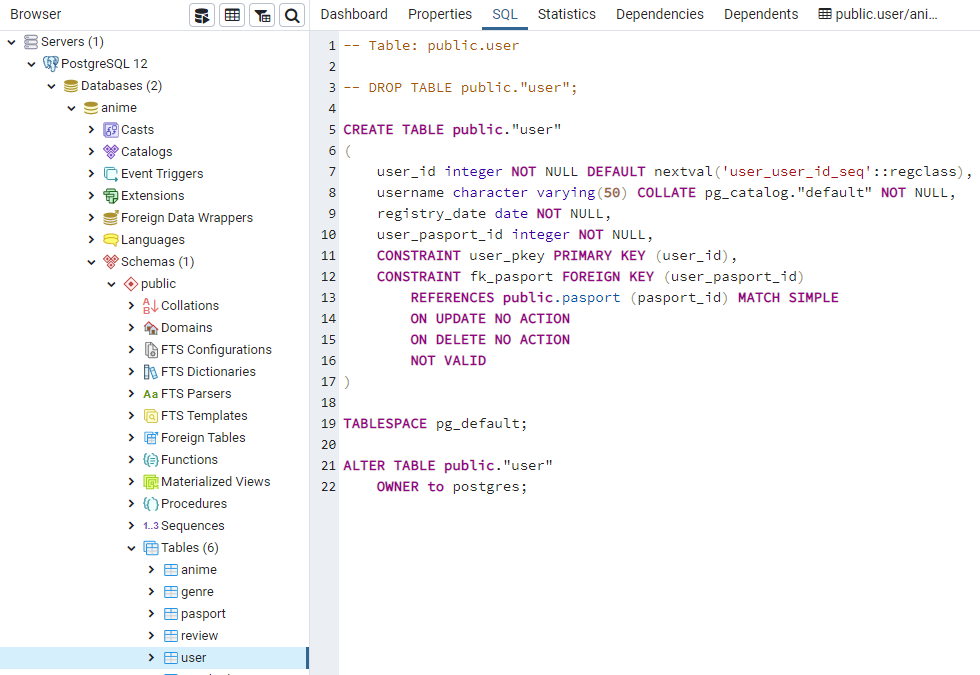 Browser
Servers (1)
PostgreSQL 12
Databases (2)
anime
Casts
Catalogs
Event Triggers
Extensions
Foreign Data Wrappers
Languages
Schemas (1)
public
Collations
Domains
FTS Configurations
FTS Dictionaries
Aa FTS Parsers
FTS Templates
Foreign Tables
Functions
Materialized Views
Procedures
1..3 Sequences
Tables (6)
anime
genre
pasport
review
user
Dashboard Properties SQL Statistics Dependencies Dependents public.user/ani...
1 -- Table: public.user
2
3 -- DROP TABLE public."user";
4
5 CREATE TABLE public."user"
6 (
7 user_id integer NOT NULL DEFAULT nextval('user_user_id_seq'::regclass),
8 username character varying(50) COLLATE pg_catalog."default" NOT NULL,
9 registry_date date NOT NULL,
10 user_pasport_id integer NOT NULL,
11 CONSTRAINT user_pkey PRIMARY KEY (user_id),
12 CONSTRAINT fk_pasport FOREIGN KEY (user_pasport_id)
13 REFERENCES public.pasport (pasport_id) MATCH SIMPLE
14 ON UPDATE NO ACTION
15 ON DELETE NO ACTION
16 NOT VALID
17 )
18
19 TABLESPACE pg_default;
20
21 ALTER TABLE public."user"
22 OWNER to postgres;